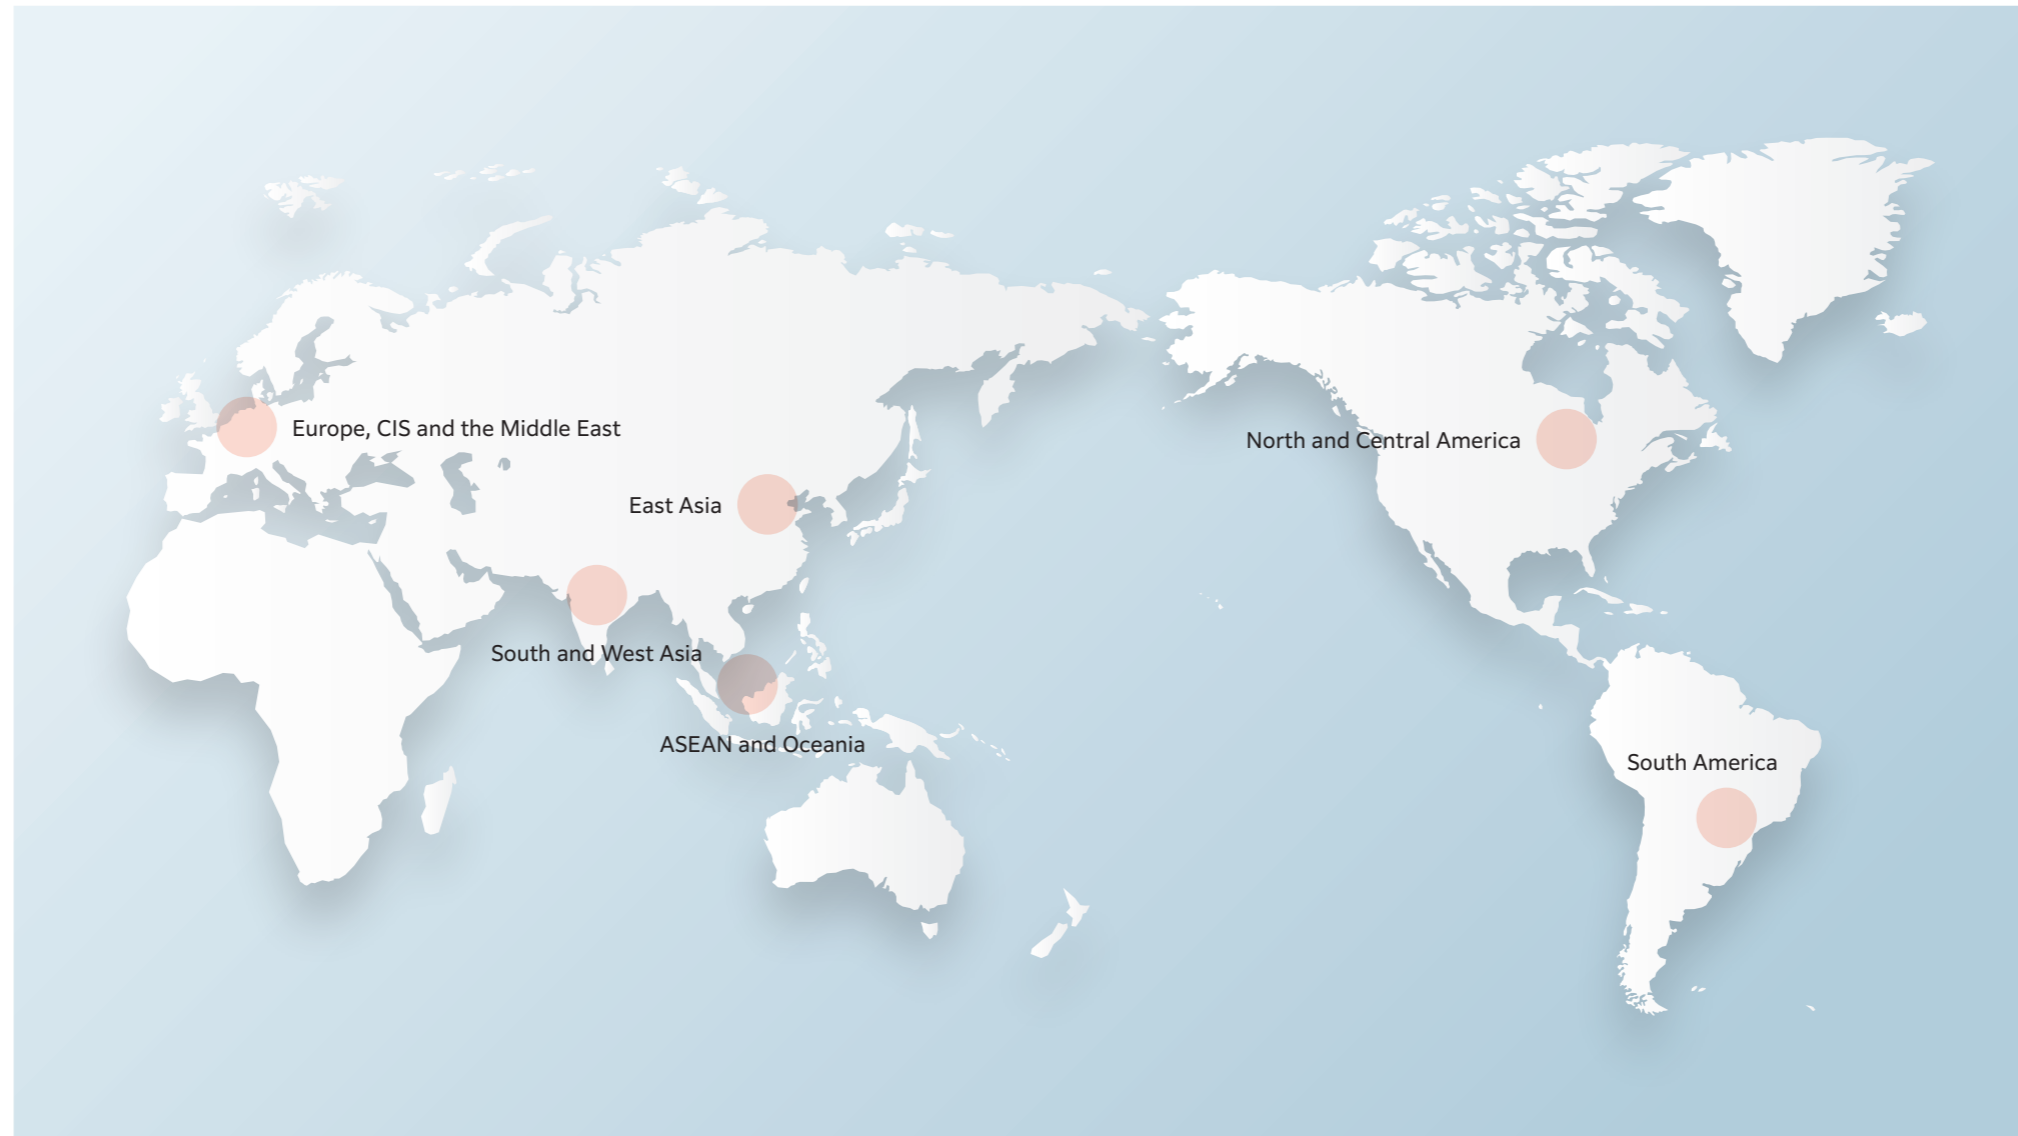 Europe, CIS and the Middle East
North and Central America
East Asia
South and West Asia
ASEAN and Oceania
South America